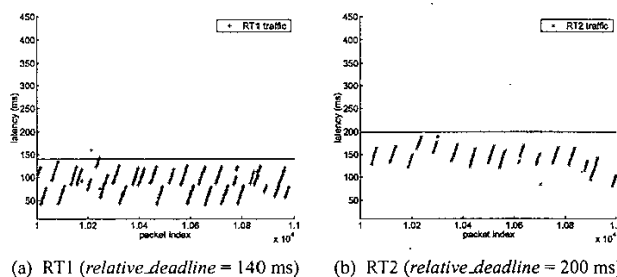 RT1 traffic
450
400
350
300
250
200
150
100
50
latency (ms)
1 1.02 1.04 1.06 1.08 1.1
packet index
x 10⁴
(a) RT1 (relative_deadline = 140 ms)
RT2 traffic
450
400
350
300
250
200
150
100
50
latency (ms)
1 1.02 1.04 1.06 1.08 1.1
packet index
x 10⁴
(b) RT2 (relative_deadline = 200 ms)